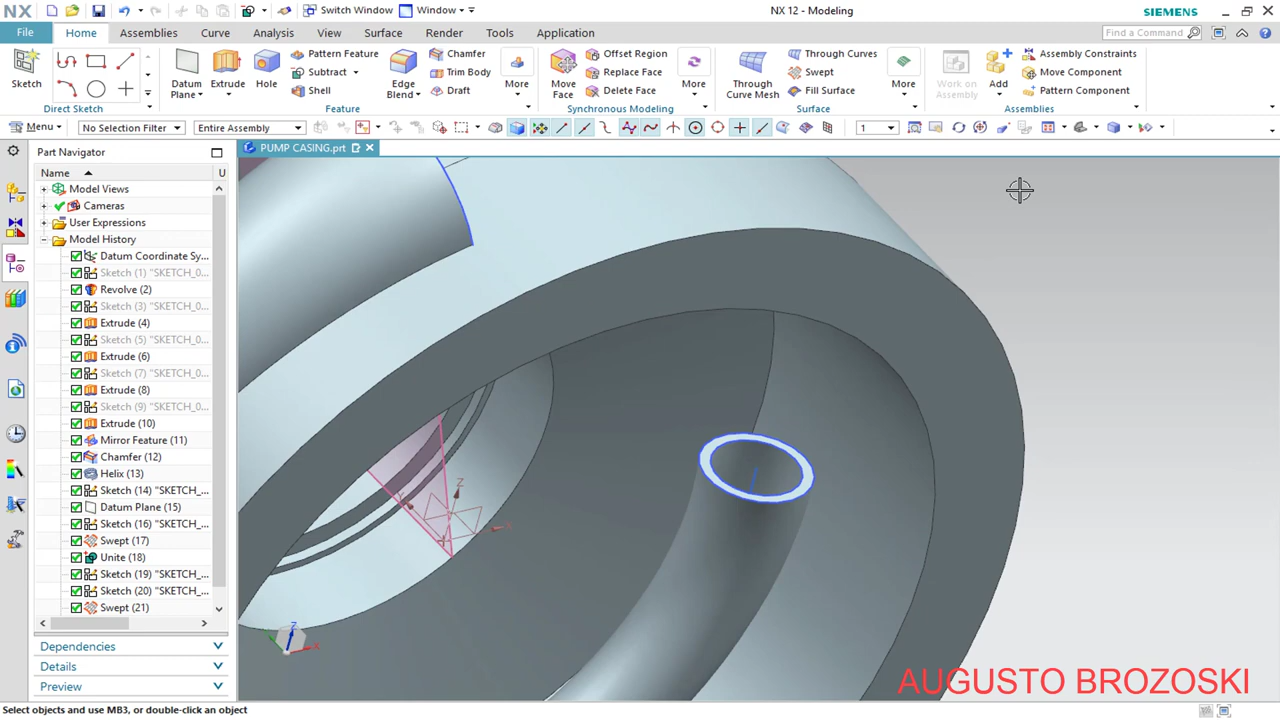 NX
Switch Window
Window
NX 12 - Modeling
SIEMENS
File
Home
Assemblies
Curve
Analysis
View
Surface
Render
Tools
Application
Find a Command
Sketch
Direct Sketch
Datum Plane
Extrude
Hole
Pattern Feature
Subtract
Shell
Edge Blend
Chamfer
Trim Body
Draft
More
Feature
Move Face
Offset Region
Replace Face
Delete Face
More
Synchronous Modeling
Through Curve Mesh
Through Curves
Swept
Fill Surface
More
Surface
Work on Assembly
Add
Assembly Constraints
Move Component
Pattern Component
Assemblies
Menu
No Selection Filter
Entire Assembly
1
Part Navigator
PUMP CASING.prt
Name
U
Model Views
Cameras
User Expressions
Model History
Datum Coordinate Sy...
Sketch (1) "SKETCH_0...
Revolve (2)
Sketch (3) "SKETCH_0...
Extrude (4)
Sketch (5) "SKETCH_0...
Extrude (6)
Sketch (7) "SKETCH_0...
Extrude (8)
Sketch (9) "SKETCH_0...
Extrude (10)
Mirror Feature (11)
Chamfer (12)
Helix (13)
Sketch (14) "SKETCH_...
Datum Plane (15)
Sketch (16) "SKETCH_...
Swept (17)
Unite (18)
Sketch (19) "SKETCH_...
Sketch (20) "SKETCH_...
Swept (21)
Dependencies
Details
Preview
Z
X
Y
Z
X
AUGUSTO BROZOSKI
Select objects and use MB3, or double-click an object